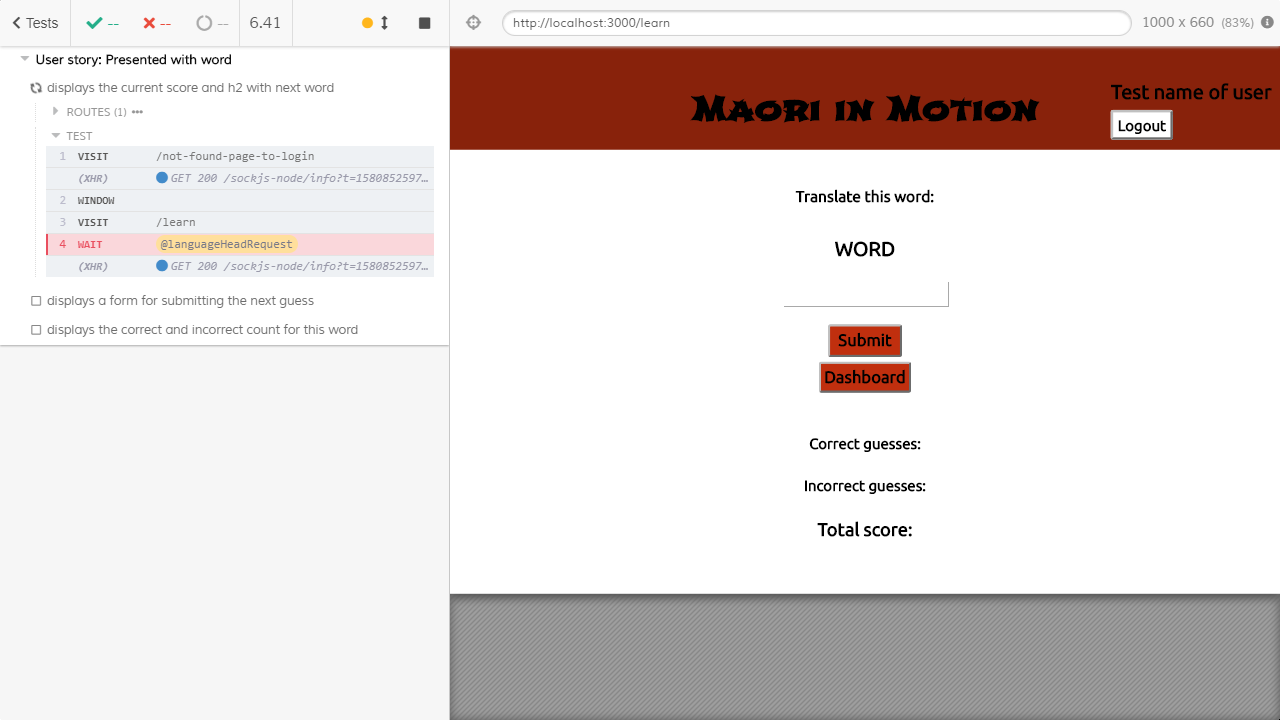 Tests
--
--
--
6.41
http://localhost:3000/learn
1000 x 660 (83%)
User story: Presented with word
displays the current score and h2 with next word
ROUTES (1) •••
TEST
1 VISIT /not-found-page-to-login
(XHR) GET 200 /sockjs-node/info?t=1580852597…
2 WINDOW
3 VISIT /learn
4 WAIT @languageHeadRequest
(XHR) GET 200 /sockjs-node/info?t=1580852597…
displays a form for submitting the next guess
displays the correct and incorrect count for this word
Maori in Motion
Test name of user
Logout
Translate this word:
WORD
Submit
Dashboard
Correct guesses:
Incorrect guesses:
Total score: